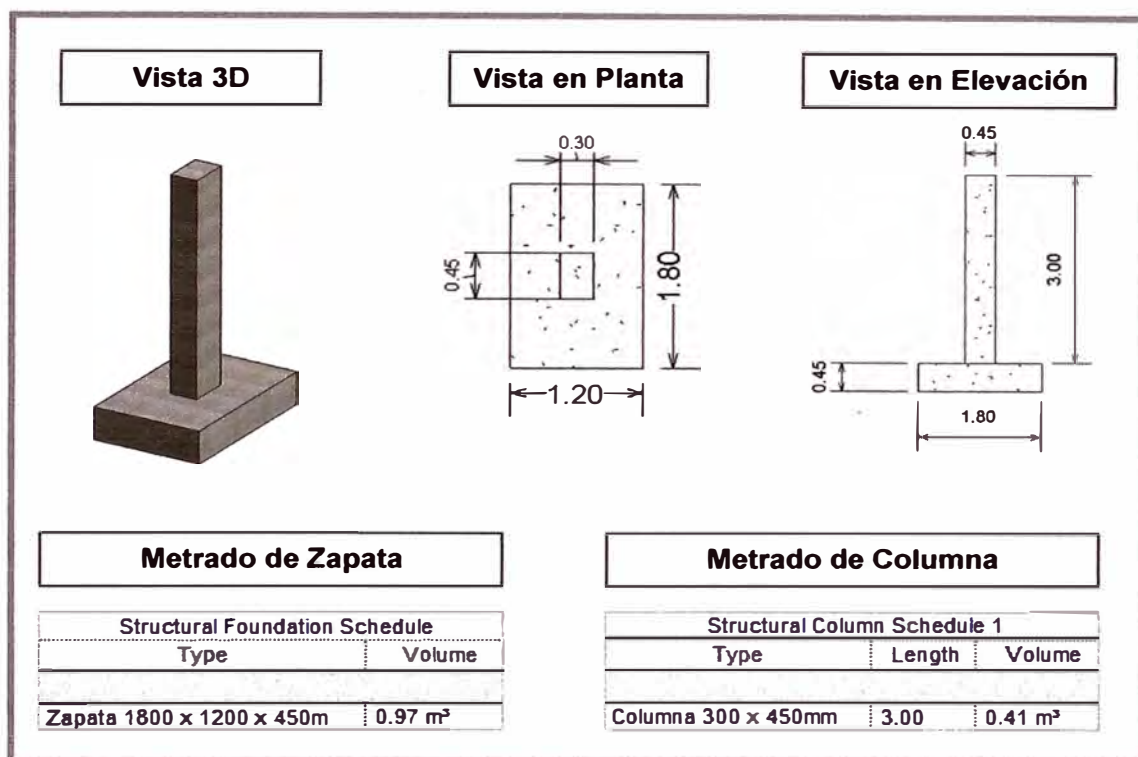 Vista 3D
Vista en Planta
Vista en Elevación
0.30
0.45
1.80
1.20
0.45
3.00
0.45
1.80
Metrado de Zapata
Structural Foundation Schedule
Type Volume
Zapata 1800 x 1200 x 450m 0.97 m³
Metrado de Columna
Structural Column Schedule 1
Type Length Volume
Columna 300 x 450mm 3.00 0.41 m³